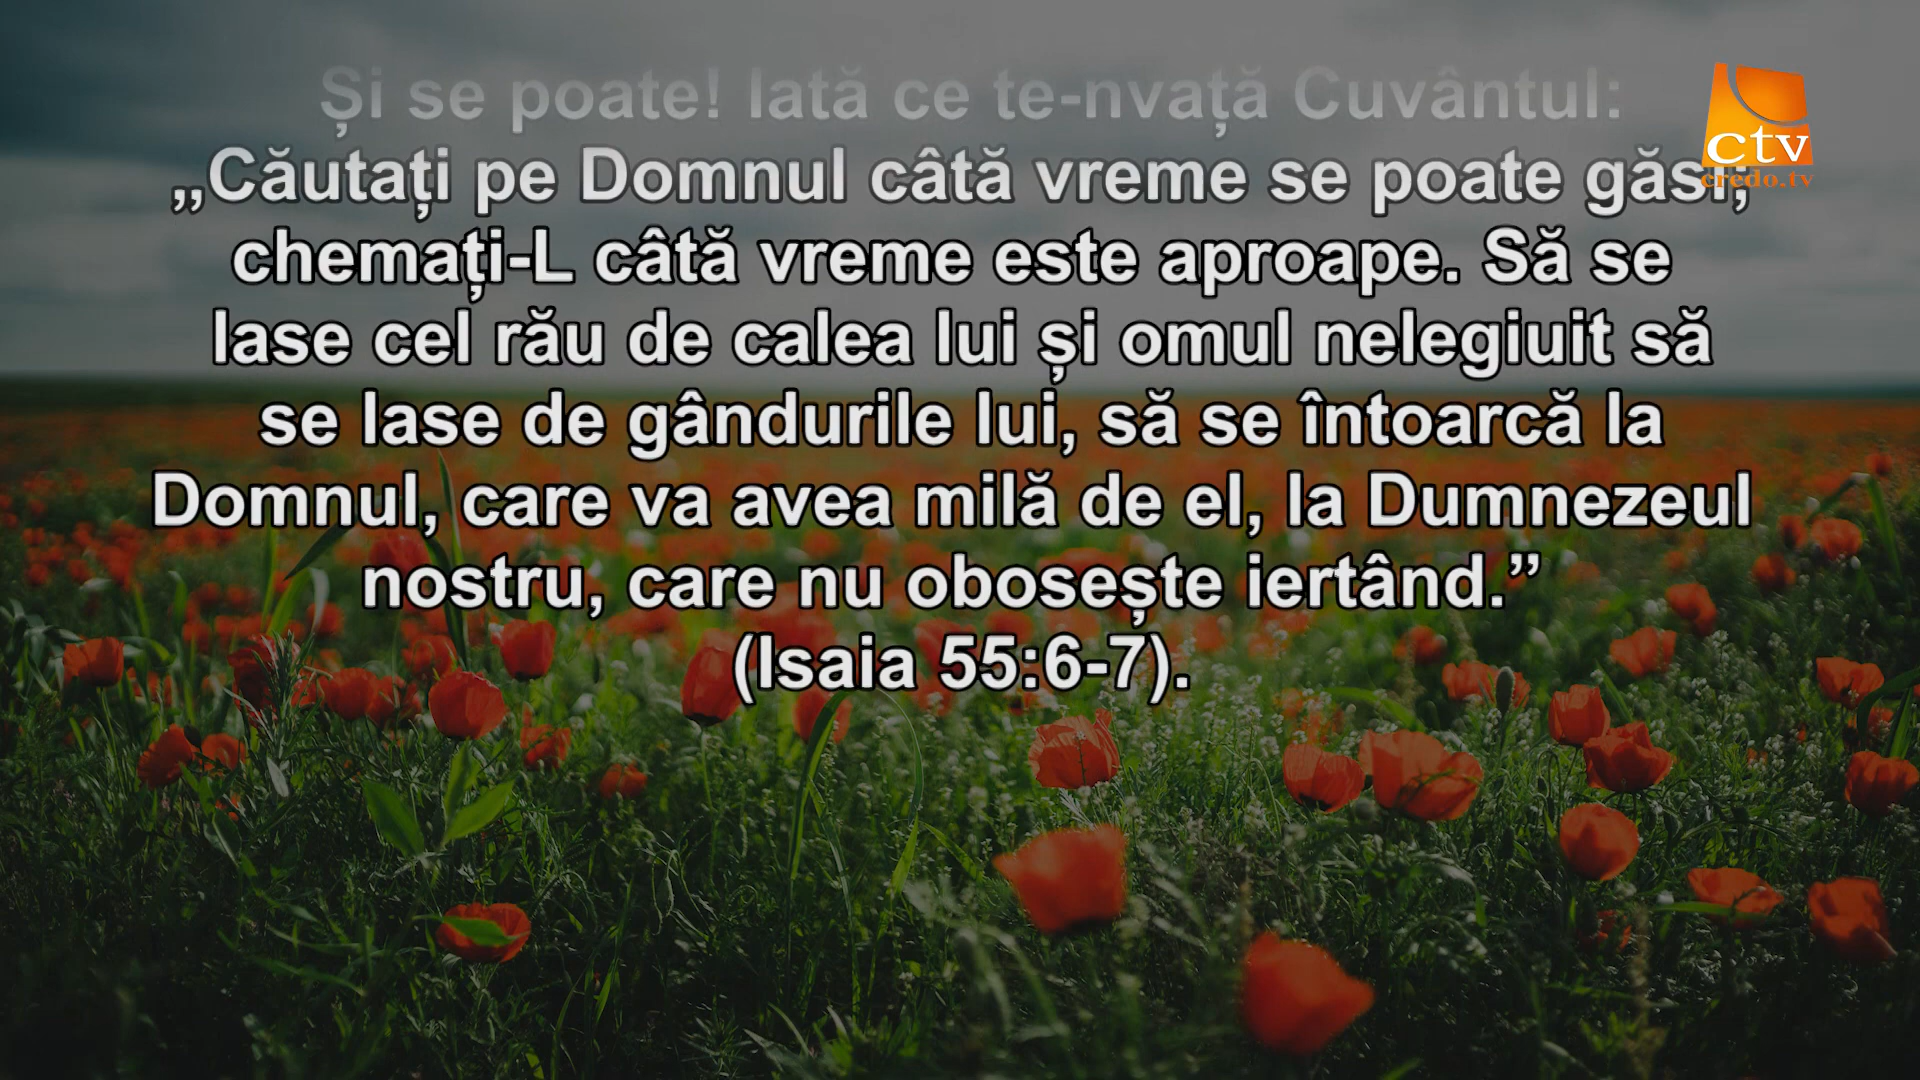 Și se poate! Iată ce te-nvață Cuvântul:
„Căutați pe Domnul câtă vreme se poate găsi;
chemați-L câtă vreme este aproape. Să se
lase cel rău de calea lui și omul nelegiuit să
se lase de gândurile lui, să se întoarcă la
Domnul, care va avea milă de el, la Dumnezeul
nostru, care nu obosește iertând.”
(Isaia 55:6-7).
ctv
credo.tv